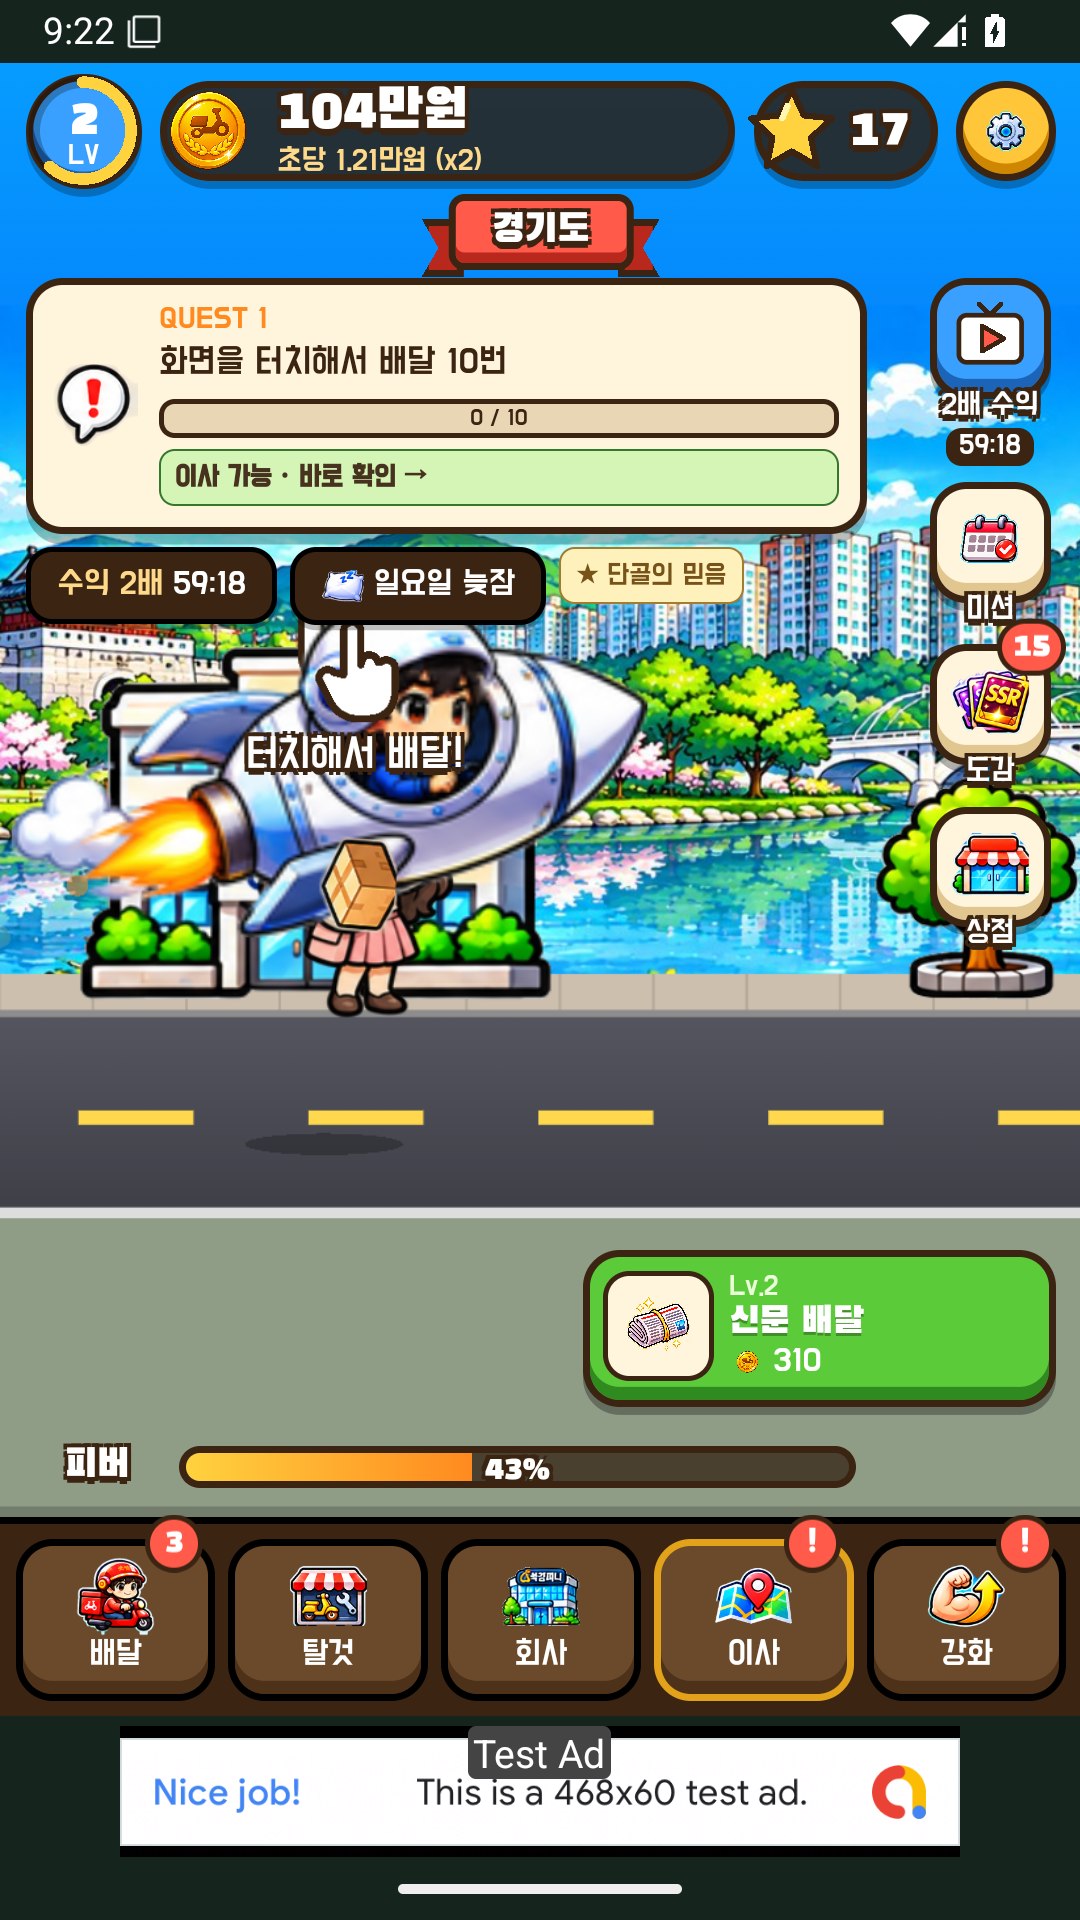 9:22
2
LV
104만원
초당 1.21만원 (x2)
17
경기도
QUEST 1
화면을 터치해서 배달 10번
0 / 10
이사 가능 · 바로 확인 →
2배 수익
59:18
수익 2배 59:18
일요일 늦잠
★ 단골의 믿음
미션
15
SSR
도감
상점
터치해서 배달!
Lv.2
신문 배달
310
피버
43%
3
!
!
배달
탈것
회사
이사
강화
Test Ad
Nice job!
This is a 468x60 test ad.